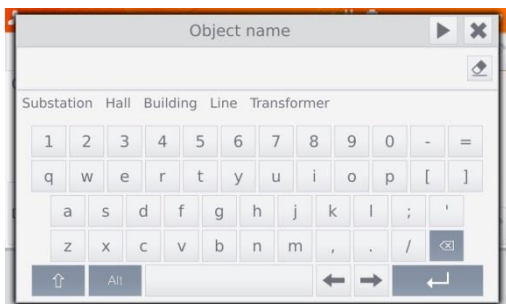 Object name
Substation Hall Building Line Transformer
1 2 3 4 5 6 7 8 9 0 - =
q w e r t y u i o p [ ]
a s d f g h j k l ; '
z x c v b n m , . /
Alt